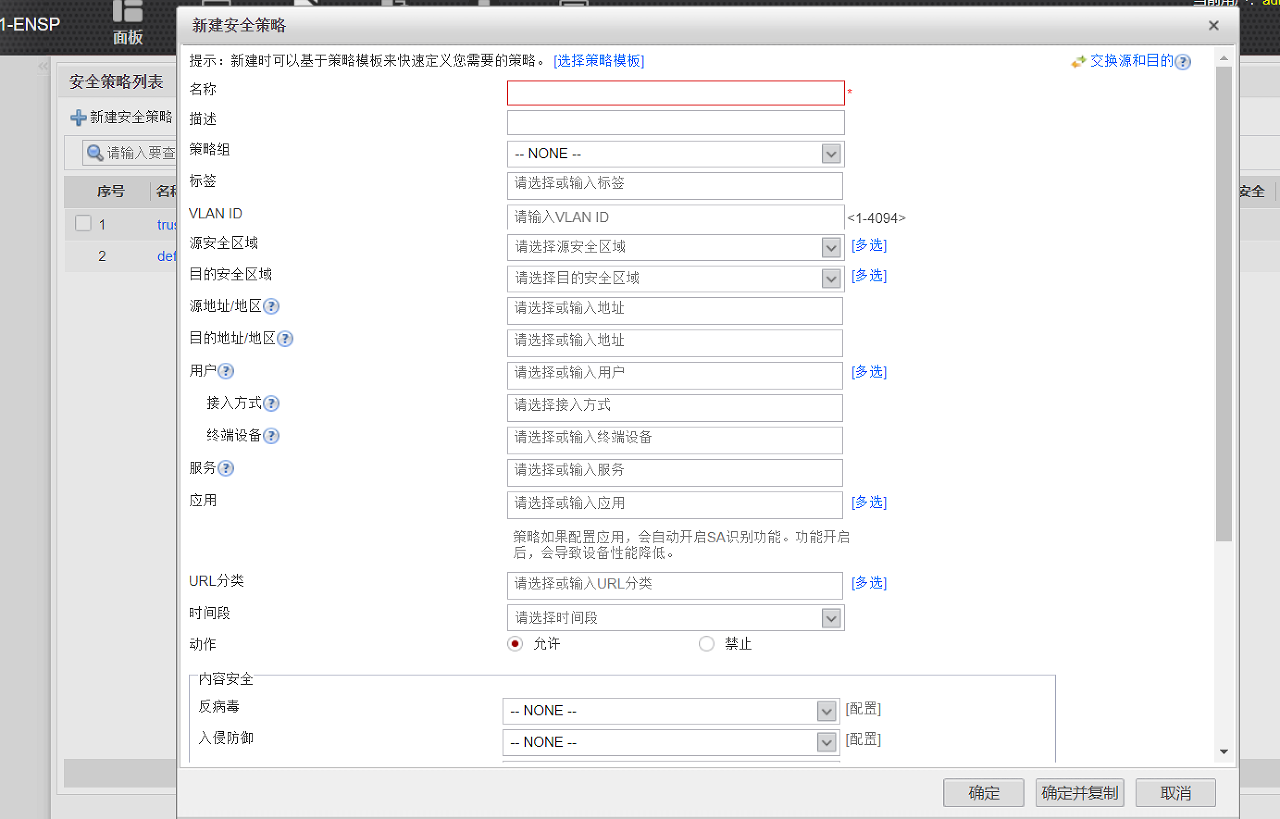 当前用户：
1-ENSP
面板
新建安全策略
提示：新建时可以基于策略模板来快速定义您需要的策略。 [选择策略模板]
交换源和目的
安全策略列表
新建安全策略
请输入要查
序号 名称
安全
1 trus
2 def
名称 *
描述
策略组 -- NONE --
标签 请选择或输入标签
VLAN ID 请输入VLAN ID <1-4094>
源安全区域 请选择源安全区域 [多选]
目的安全区域 请选择目的安全区域 [多选]
源地址/地区 请选择或输入地址
目的地址/地区 请选择或输入地址
用户 请选择或输入用户 [多选]
接入方式 请选择接入方式
终端设备 请选择或输入终端设备
服务 请选择或输入服务
应用 请选择或输入应用 [多选]
策略如果配置应用，会自动开启SA识别功能。功能开启
后，会导致设备性能降低。
URL分类 请选择或输入URL分类 [多选]
时间段 请选择时间段
动作 允许 禁止
内容安全
反病毒 -- NONE -- [配置]
入侵防御 -- NONE -- [配置]
确定 确定并复制 取消